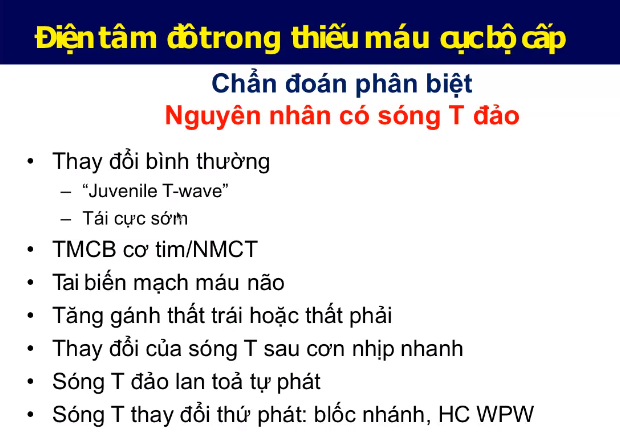 Điện tâm đồ trong thiếu máu cục bộ cấp
Chẩn đoán phân biệt
Nguyên nhân có sóng T đảo
• Thay đổi bình thường
– “Juvenile T-wave”
– Tái cực sớm
• TMCB cơ tim/NMCT
• Tai biến mạch máu não
• Tăng gánh thất trái hoặc thất phải
• Thay đổi của sóng T sau cơn nhịp nhanh
• Sóng T đảo lan toả tự phát
• Sóng T thay đổi thứ phát: blốc nhánh, HC WPW